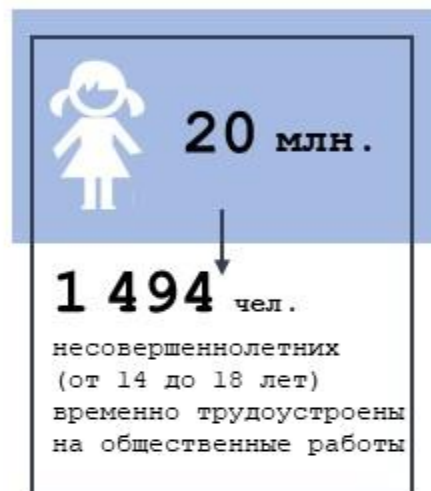 20 млн.
1 494 чел.
несовершеннолетних
(от 14 до 18 лет)
временно трудоустроены
на общественные работы